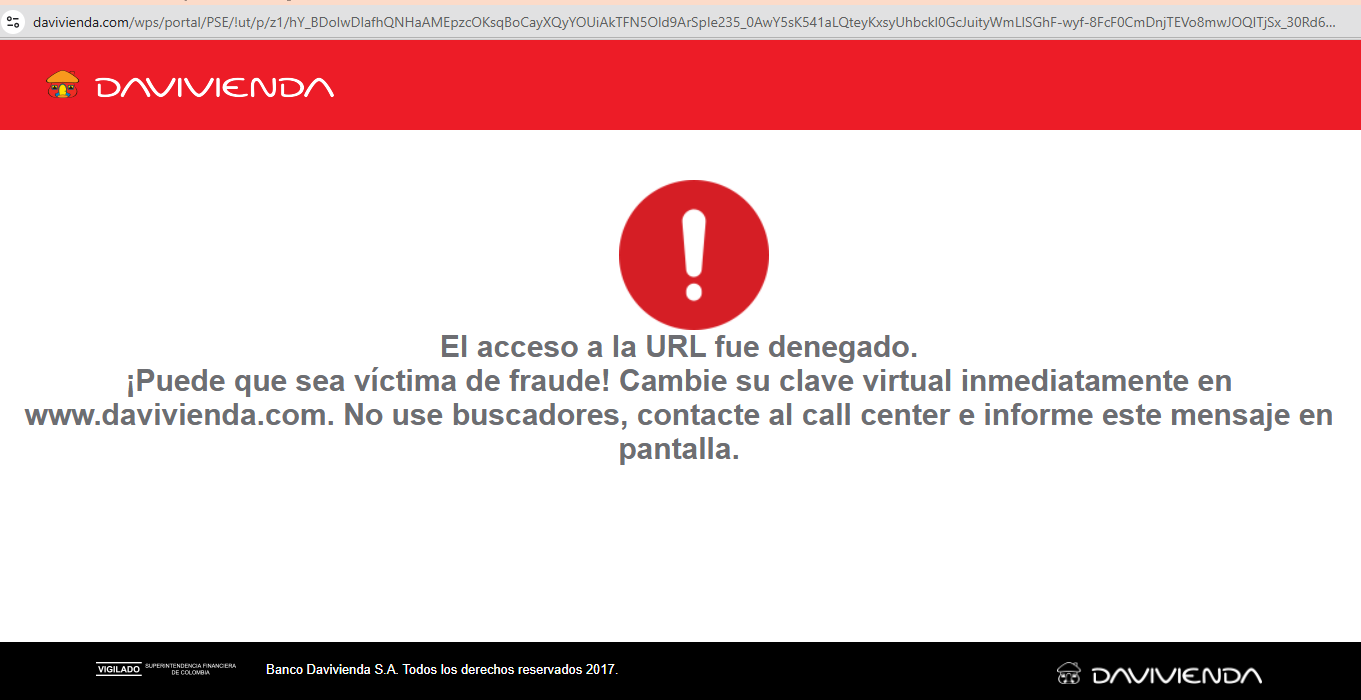 davivienda.com/wps/portal/PSE/!ut/p/z1/hY_BDoIwDIafhQNHaAMEpzcOKsqBoCayXQyYOUiAkTFN5OId9ArSple235_0AwY5sK541aLQteyKxsyUhbckI0GcJuityWmLISGhF-wyf-8FcF0CmDnjTEVo8mwJOQITjSx_30Rd6...
DAVIVIENDA
El acceso a la URL fue denegado.
¡Puede que sea víctima de fraude! Cambie su clave virtual inmediatamente en
www.davivienda.com. No use buscadores, contacte al call center e informe este mensaje en
pantalla.
VIGILADO SUPERINTENDENCIA FINANCIERA
DE COLOMBIA
Banco Davivienda S.A. Todos los derechos reservados 2017.
DAVIVIENDA